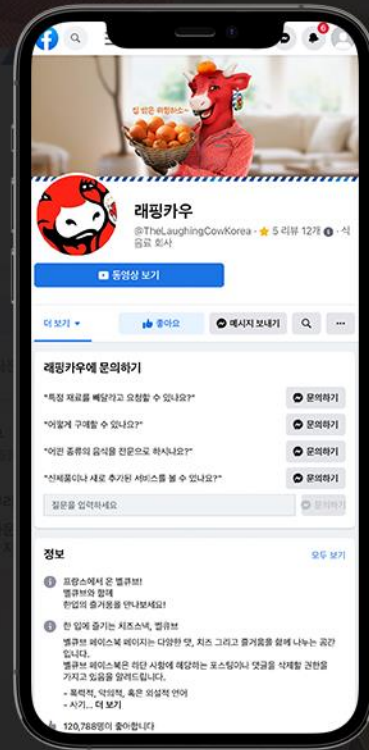 6
집 밖은 위험하소~
래핑카우
@TheLaughingCowKorea · ★ 5 리뷰 12개 · 식
음료 회사
동영상 보기
더 보기
좋아요
메시지 보내기
래핑카우에 문의하기
"특정 재료를 빼달라고 요청할 수 있나요?"
문의하기
"어떻게 구매할 수 있나요?"
문의하기
"어떤 종류의 음식을 전문으로 하시나요?"
문의하기
"신제품이나 새로 추가된 서비스를 볼 수 있나요?"
문의하기
질문을 입력하세요
문의하기
정보
모두 보기
프랑스에서 온 벨큐브!
벨큐브와 함께
한입의 즐거움을 만나보세요!
한 입에 즐기는 치즈스낵, 벨큐브
벨큐브 페이스북 페이지는 다양한 맛, 치즈 그리고 즐거움을 함께 나누는 공간
입니다.
벨큐브 페이스북은 하단 사항에 해당하는 포스팅이나 댓글을 삭제할 권한을
가지고 있음을 알려드립니다.
- 폭력적, 악의적, 혹은 외설적 언어
- 사기... 더 보기
120,788명이 좋아합니다